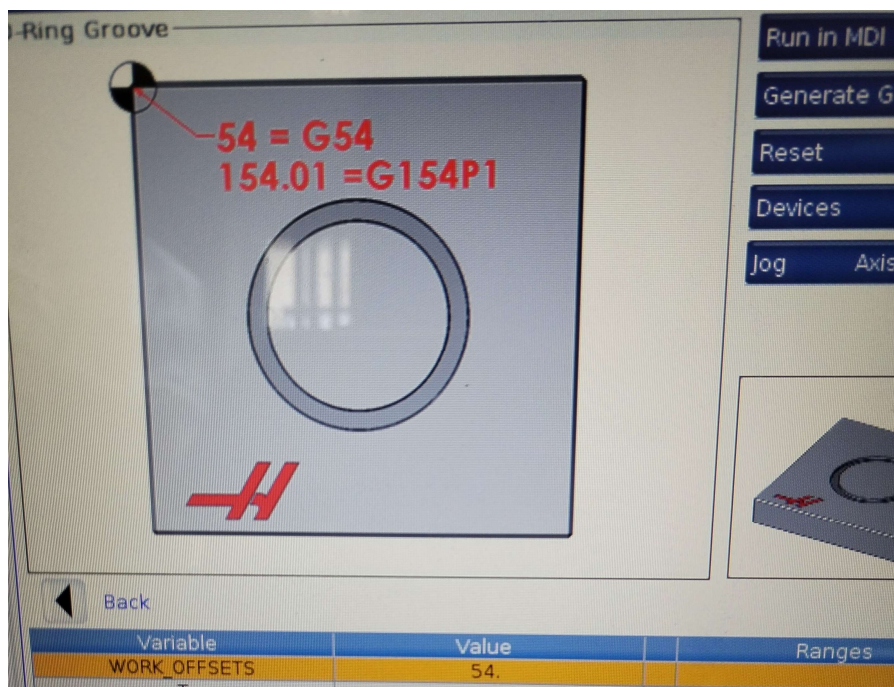 -Ring Groove
Run in MDI
Generate G
Reset
Devices
Jog Axis
54 = G54
154.01 =G154P1
Back
Variable Value Ranges
WORK_OFFSETS 54.